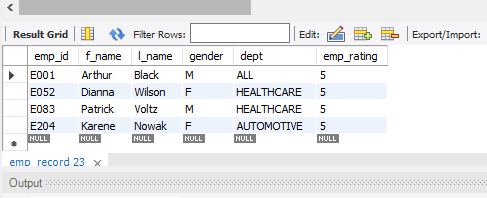 Result Grid Filter Rows: Edit: Export/Import:
emp_id f_name l_name gender dept emp_rating
E001 Arthur Black M ALL 5
E052 Dianna Wilson F HEALTHCARE 5
E083 Patrick Voltz M HEALTHCARE 5
E204 Karene Nowak F AUTOMOTIVE 5
NULL NULL NULL NULL NULL NULL
emp_record 23
Output